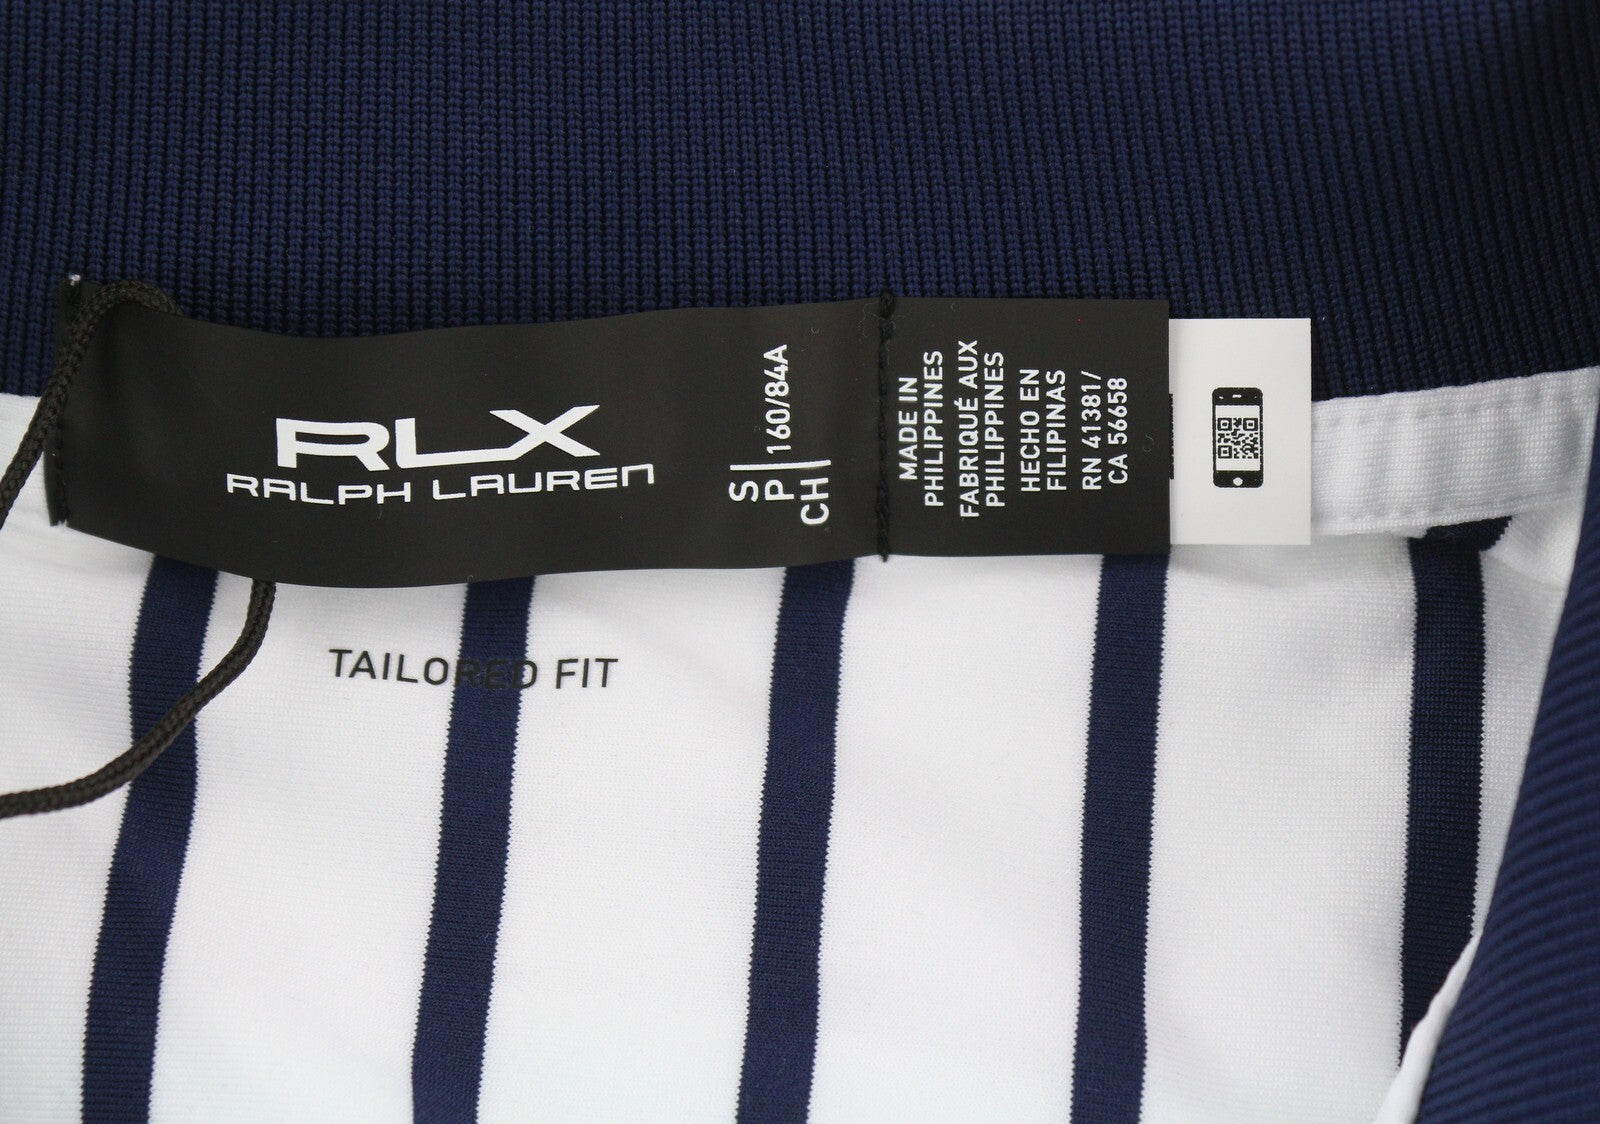 RLX
RALPH LAUREN
S
P 160/84A
CH
MADE IN
PHILIPPINES
FABRIQUÉ AUX
PHILIPPINES
HECHO EN
FILIPINAS
RN 41381/
CA 56658
TAILORED FIT